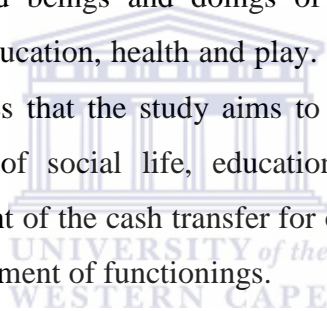 d beings and doings of
ucation, health and play.
s that the study aims to
of social life, education
nt of the cash transfer for
UNIVERSITY of the
ment of functionings.
WESTERN CAPE